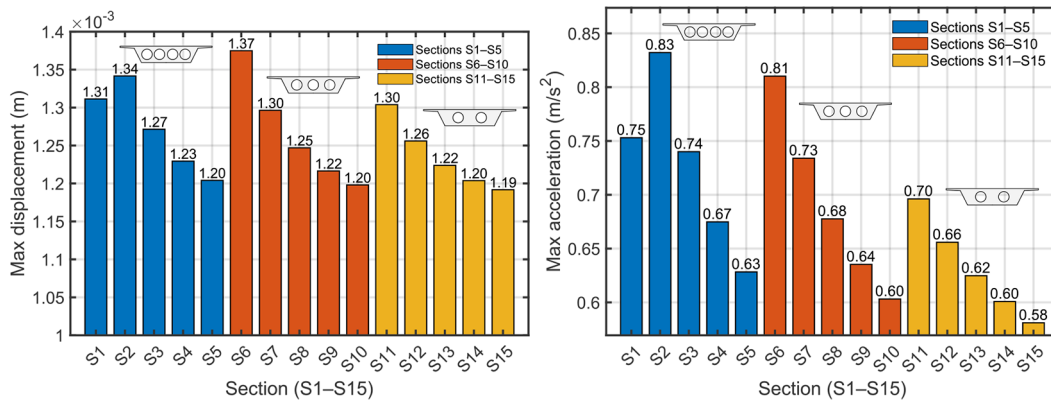 ×10⁻³
1.4
1.35
1.3
1.25
1.2
1.15
1.1
1.05
1
Max displacement (m)
1.31
1.34
1.27
1.23
1.20
1.37
1.30
1.25
1.22
1.20
1.30
1.26
1.22
1.20
1.19
Sections S1–S5
Sections S6–S10
Sections S11–S15
S1
S2
S3
S4
S5
S6
S7
S8
S9
S10
S11
S12
S13
S14
S15
Section (S1–S15)
0.85
0.8
0.75
0.7
0.65
0.6
Max acceleration (m/s²)
0.75
0.83
0.74
0.67
0.63
0.81
0.73
0.68
0.64
0.60
0.70
0.66
0.62
0.60
0.58
Sections S1–S5
Sections S6–S10
Sections S11–S15
S1
S2
S3
S4
S5
S6
S7
S8
S9
S10
S11
S12
S13
S14
S15
Section (S1–S15)